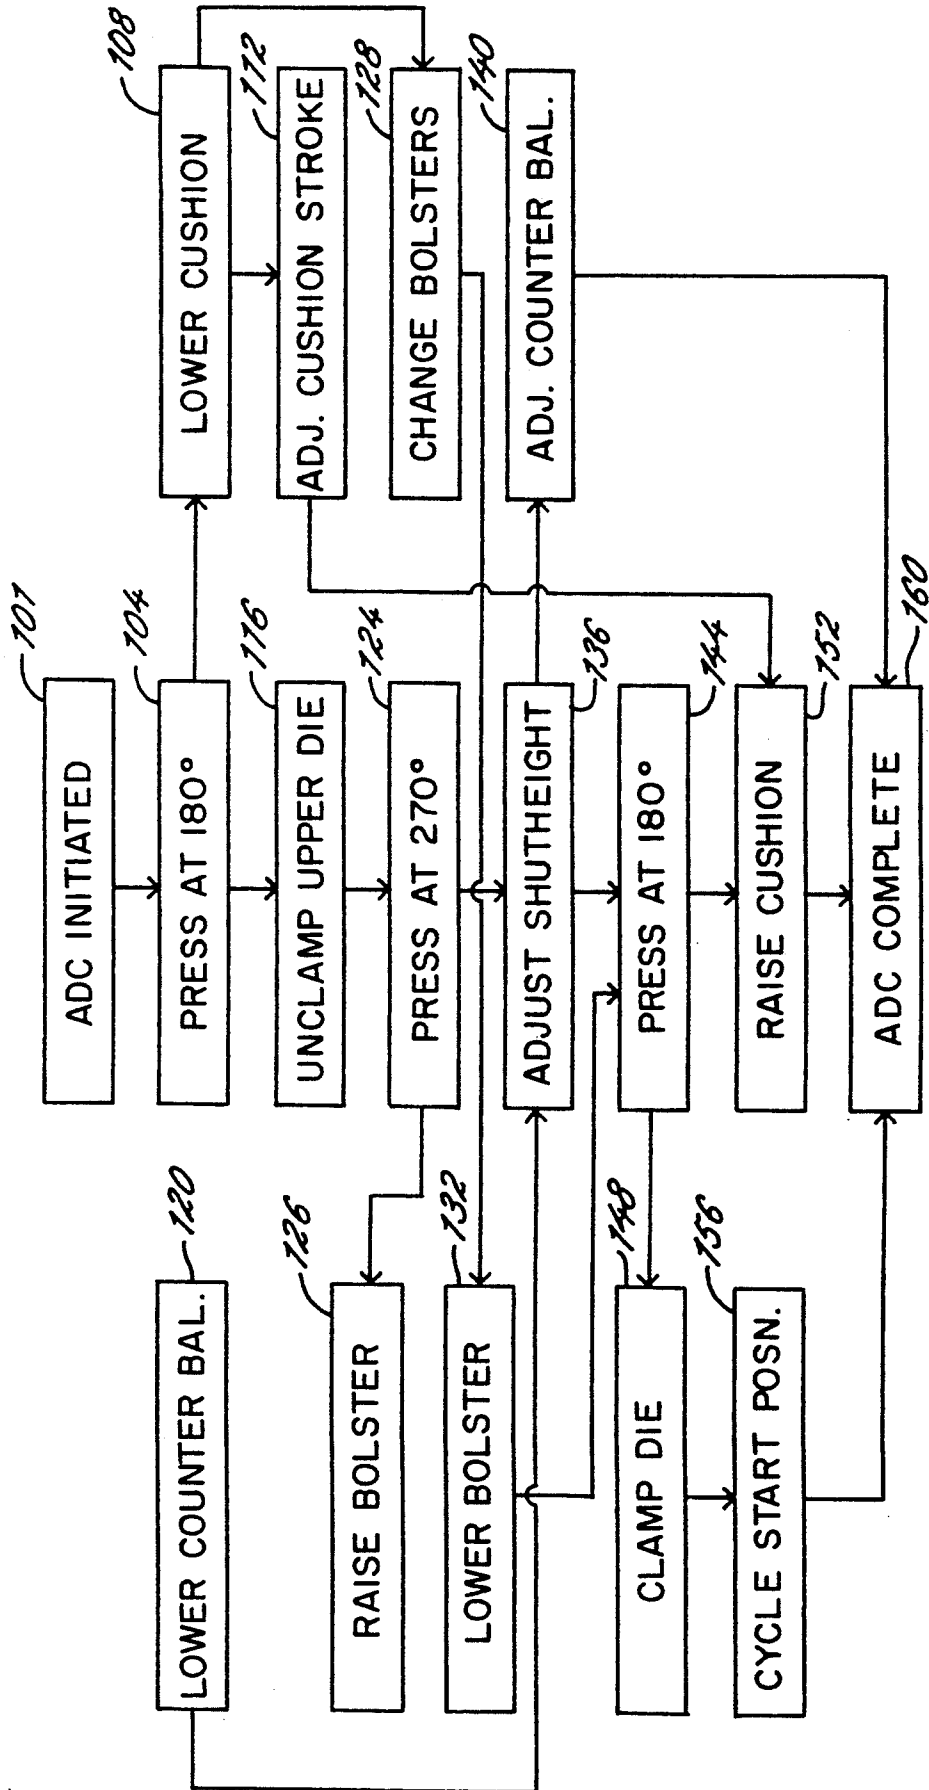 101
ADC INITIATED
120
LOWER COUNTER BAL.
104
PRESS AT 180°
108
LOWER CUSHION
116
UNCLAMP UPPER DIE
112
ADJ. CUSHION STROKE
126
RAISE BOLSTER
124
PRESS AT 270°
128
CHANGE BOLSTERS
132
LOWER BOLSTER
136
ADJUST SHUTHEIGHT
140
ADJ. COUNTER BAL.
148
CLAMP DIE
144
PRESS AT 180°
156
CYCLE START POSN.
152
RAISE CUSHION
160
ADC COMPLETE